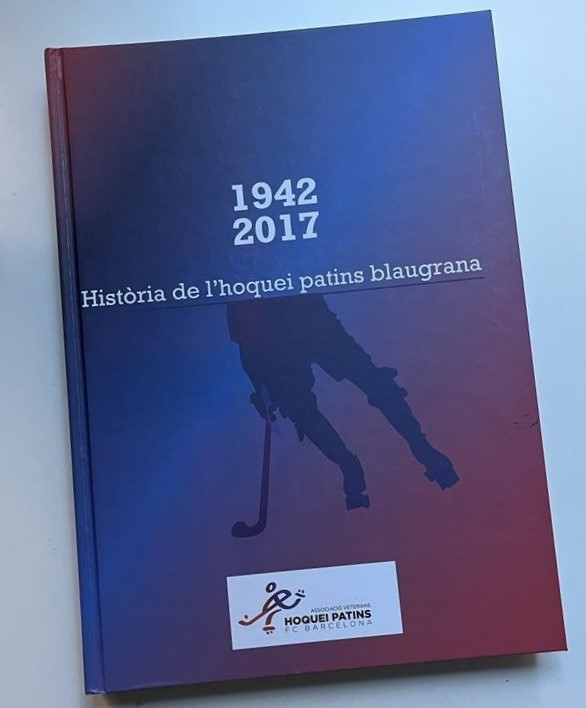 1942
2017
Història de l'hoquei patins blaugrana
ASSOCIACIÓ VETERANS
HOQUEI PATINS
FC BARCELONA